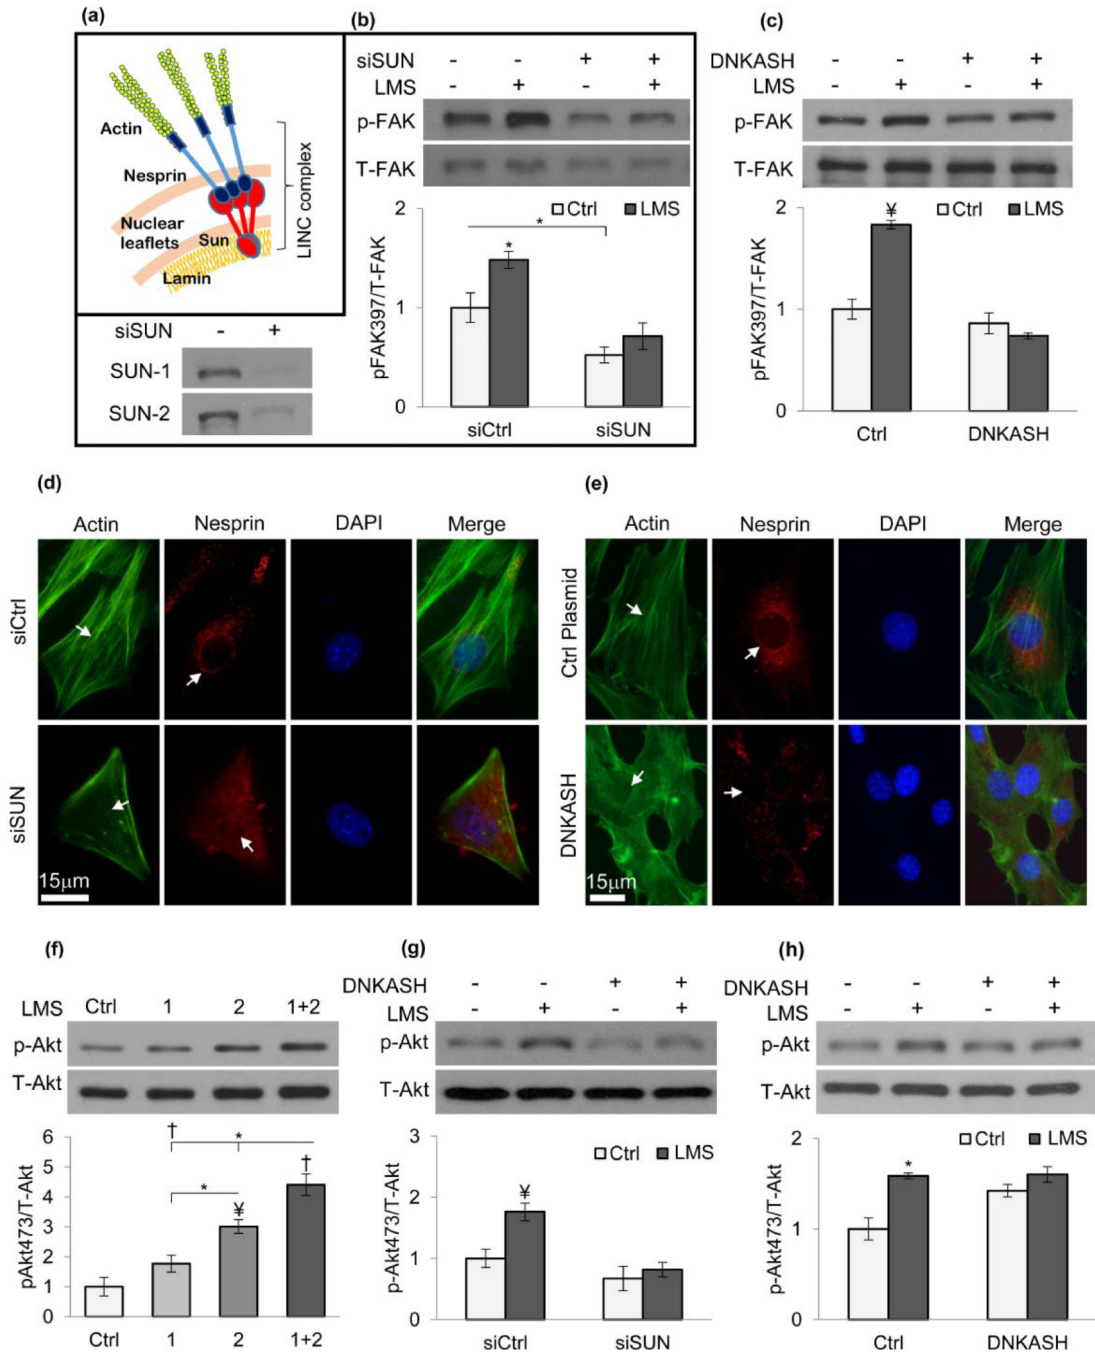 (a)
Actin
Nesprin
Nuclear
leaflets
Sun
Lamin
LINC complex
siSUN - +
SUN-1
SUN-2
(b)
siSUN - - + +
LMS - + - +
p-FAK
T-FAK
pFAK397/T-FAK
2
1
0
Ctrl LMS
*
*
siCtrl siSUN
(c)
DNKASH - - + +
LMS - + - +
p-FAK
T-FAK
pFAK397/T-FAK
2
1
0
Ctrl LMS
¥
Ctrl DNKASH
(d)
Actin Nesprin DAPI Merge
siCtrl
siSUN
15μm
(e)
Actin Nesprin DAPI Merge
Ctrl Plasmid
DNKASH
15μm
(f)
LMS Ctrl 1 2 1+2
p-Akt
T-Akt
pAkt473/T-Akt
6
5
4
3
2
1
0
†
*
*
¥
†
Ctrl 1 2 1+2
(g)
DNKASH - - + +
LMS - + - +
p-Akt
T-Akt
p-Akt473/T-Akt
3
2
1
0
Ctrl LMS
¥
siCtrl siSUN
(h)
DNKASH - - + +
LMS - + - +
p-Akt
T-Akt
p-Akt473/T-Akt
2
1
0
Ctrl LMS
*
Ctrl DNKASH